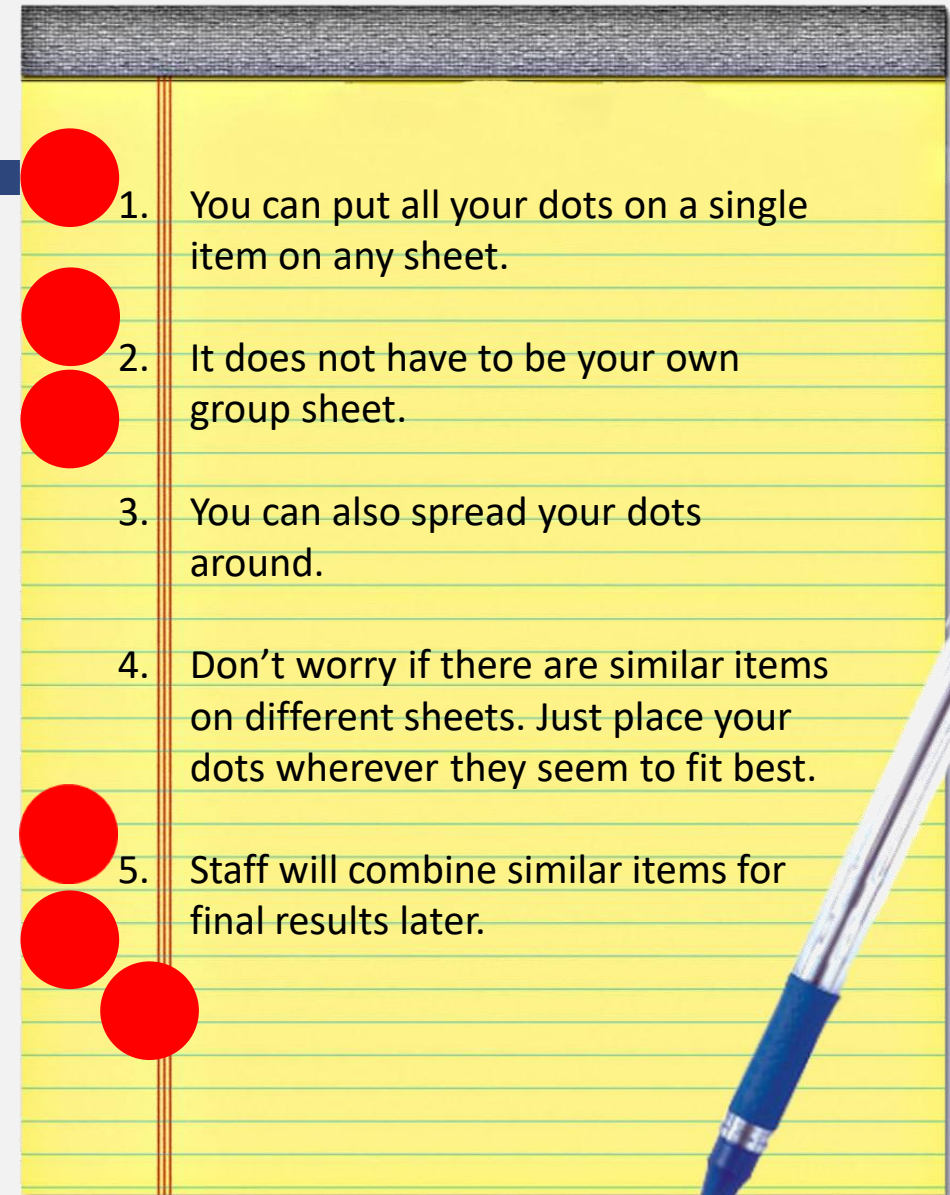 1. You can put all your dots on a single
item on any sheet.
2. It does not have to be your own
group sheet.
3. You can also spread your dots
around.
4. Don’t worry if there are similar items
on different sheets. Just place your
dots wherever they seem to fit best.
5. Staff will combine similar items for
final results later.